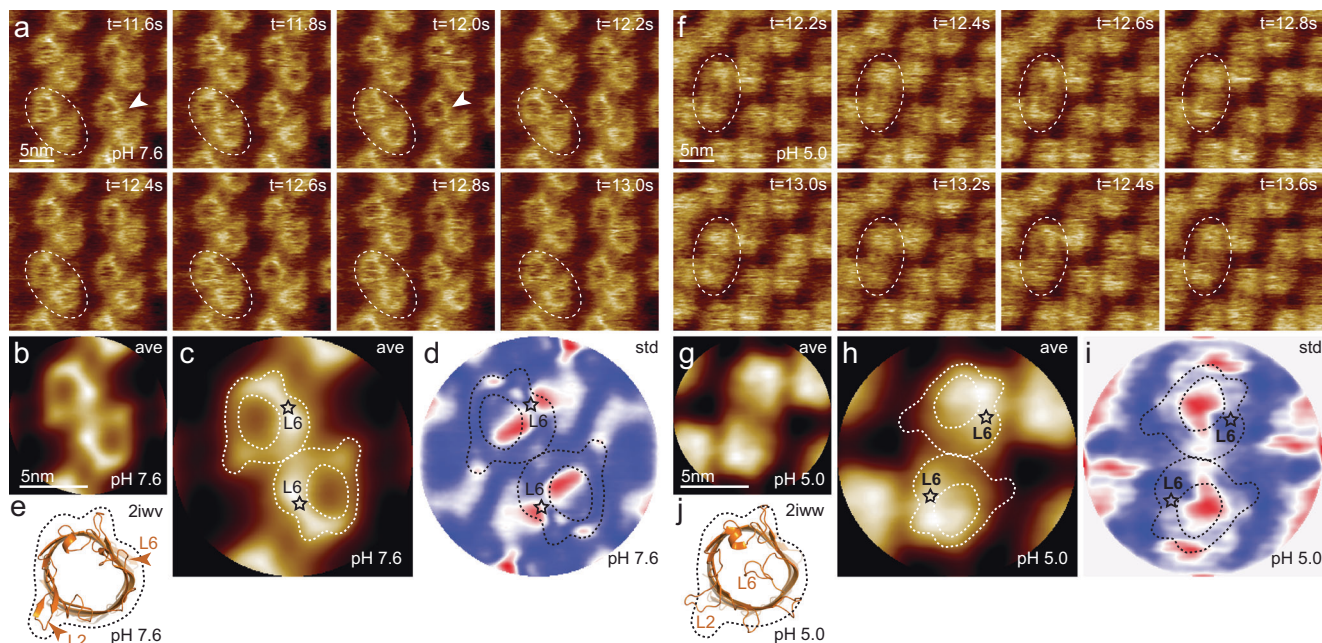 a
t=11.6s
t=11.8s
t=12.0s
t=12.2s
5nm
pH 7.6
t=12.4s
t=12.6s
t=12.8s
t=13.0s
f
t=12.2s
t=12.4s
t=12.6s
t=12.8s
5nm
pH 5.0
t=13.0s
t=13.2s
t=12.4s
t=13.6s
b
ave
5nm
pH 7.6
c
ave
L6
L6
pH 7.6
d
std
L6
L6
pH 7.6
e
2iwv
L6
L2
pH 7.6
g
ave
5nm
pH 5.0
h
ave
L6
L6
pH 5.0
i
std
L6
L6
pH 5.0
j
2iww
L6
L2
pH 5.0